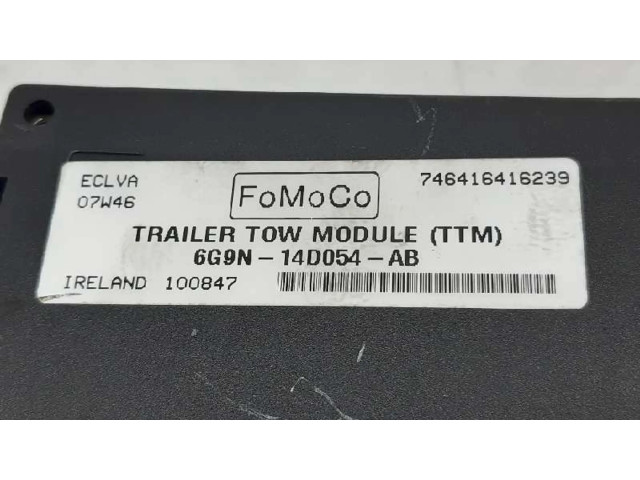 ECLVA
07W46
FoMoCo
746416416239
TRAILER TOW MODULE (TTM)
6G9N-14D054-AB
IRELAND 100847